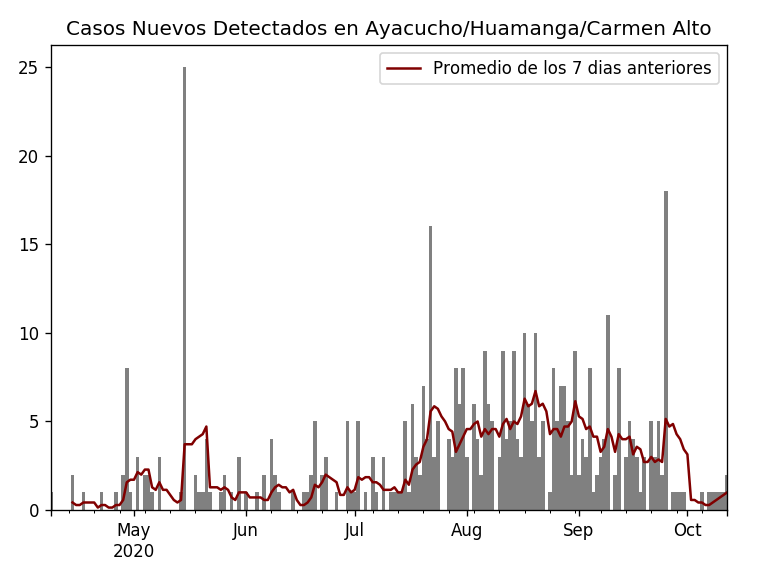 Casos Nuevos Detectados en Ayacucho/Huamanga/Carmen Alto
Promedio de los 7 dias anteriores
25
20
15
10
5
0
May Jun Jul Aug Sep Oct
2020